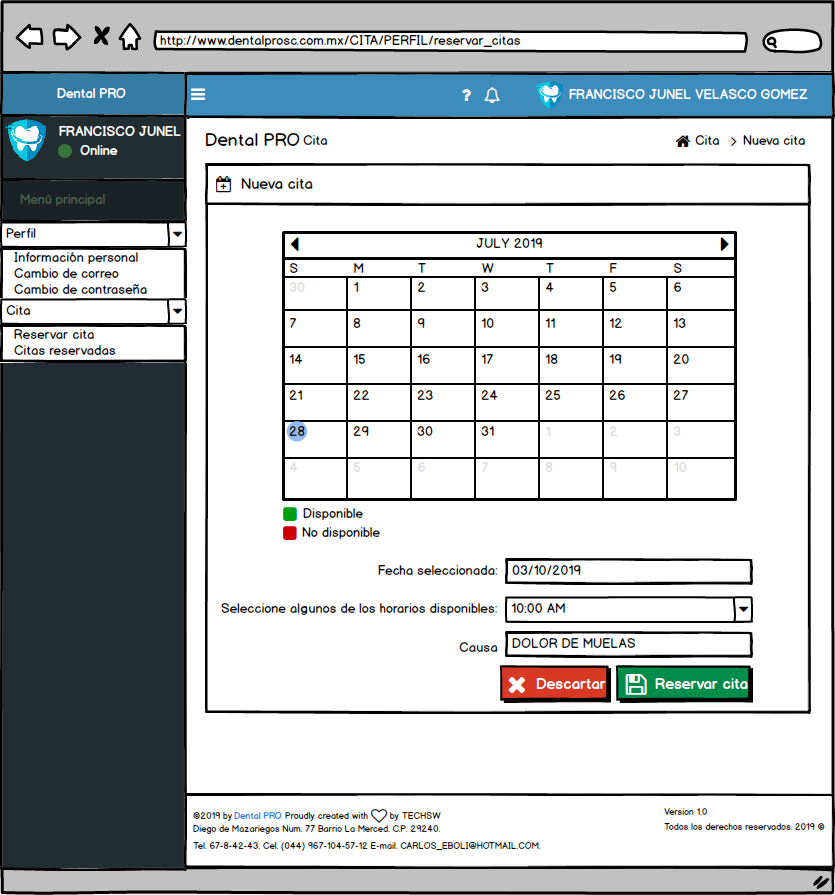 http://www.dentalprosc.com.mx/CITA/PERFIL/reservar_citas
Dental PRO
? FRANCISCO JUNEL VELASCO GOMEZ
FRANCISCO JUNEL
Online
Menú principal
Perfil
Información personal
Cambio de correo
Cambio de contraseña
Cita
Reservar cita
Citas reservadas
Dental PRO Cita
Cita > Nueva cita
Nueva cita
JULY 2019
S M T W T F S
30 1 2 3 4 5 6
7 8 9 10 11 12 13
14 15 16 17 18 19 20
21 22 23 24 25 26 27
28 29 30 31 1 2 3
4 5 6 7 8 9 10
Disponible
No disponible
Fecha seleccionada: 03/10/2019
Seleccione algunos de los horarios disponibles: 10:00 AM
Causa DOLOR DE MUELAS
Descartar Reservar cita
©2019 by Dental PRO. Proudly created with by TECHSW
Diego de Mazariegos Num. 77 Barrio La Merced. C.P. 29240.
Tel. 67-8-42-43. Cel. (044) 967-104-57-12 E-mail. CARLOS_EBOLI@HOTMAIL.COM.
Version 1.0
Todos los derechos reservados. 2019 ©